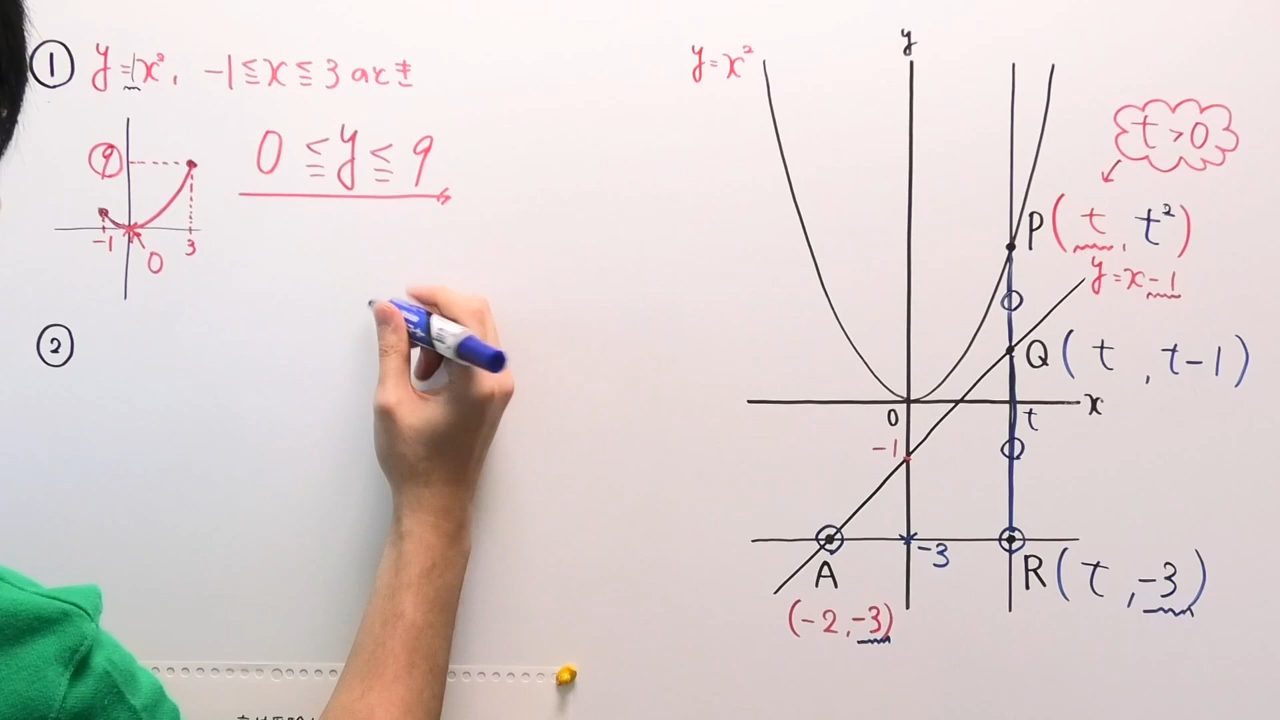 ① y=1x², -1≦x≦3のとき
0≦y≦9
9
-1
3
0
②
y=x²
y
t>0
P(t, t²)
y=x-1
Q(t, t-1)
0
t
x
-1
-3
A
(-2, -3)
R(t, -3)